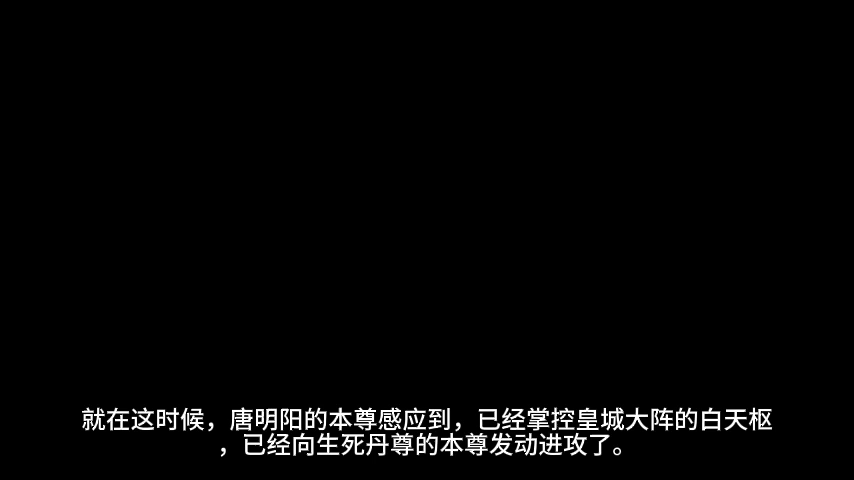 就在这时候，唐明阳的本尊感应到，已经掌控皇城大阵的白天枢
，已经向生死丹尊的本尊发动进攻了。